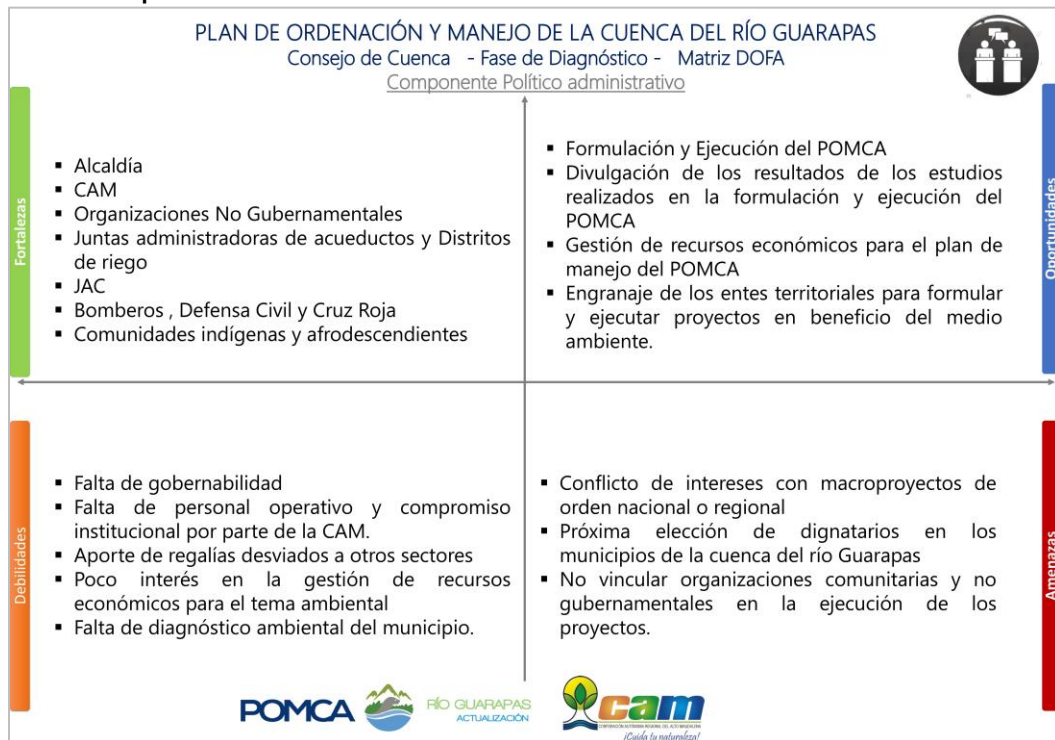 PLAN DE ORDENACIÓN Y MANEJO DE LA CUENCA DEL RÍO GUARAPAS
Consejo de Cuenca - Fase de Diagnóstico - Matriz DOFA
Componente Político administrativo
Fortalezas
▪ Alcaldía
▪ CAM
▪ Organizaciones No Gubernamentales
▪ Juntas administradoras de acueductos y Distritos
de riego
▪ JAC
▪ Bomberos , Defensa Civil y Cruz Roja
▪ Comunidades indígenas y afrodescendientes
Oportunidades
▪ Formulación y Ejecución del POMCA
▪ Divulgación de los resultados de los estudios
realizados en la formulación y ejecución del
POMCA
▪ Gestión de recursos económicos para el plan de
manejo del POMCA
▪ Engranaje de los entes territoriales para formular
y ejecutar proyectos en beneficio del medio
ambiente.
Debilidades
▪ Falta de gobernabilidad
▪ Falta de personal operativo y compromiso
institucional por parte de la CAM.
▪ Aporte de regalías desviados a otros sectores
▪ Poco interés en la gestión de recursos
económicos para el tema ambiental
▪ Falta de diagnóstico ambiental del municipio.
Amenazas
▪ Conflicto de intereses con macroproyectos de
orden nacional o regional
▪ Próxima elección de dignatarios en los
municipios de la cuenca del río Guarapas
▪ No vincular organizaciones comunitarias y no
gubernamentales en la ejecución de los
proyectos.
POMCA
RÍO GUARAPAS
ACTUALIZACIÓN
cam
CORPORACIÓN AUTÓNOMA REGIONAL DEL ALTO MAGDALENA
¡Cuida tu naturaleza!